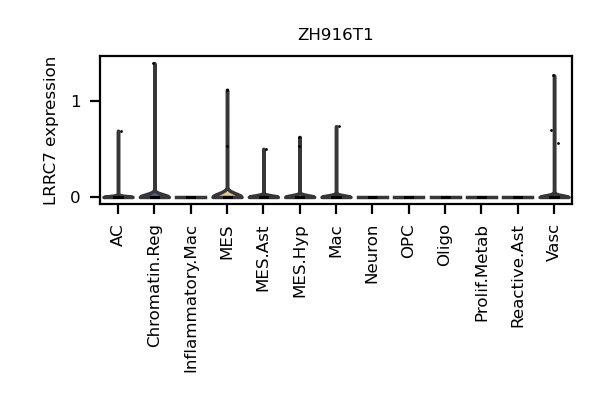 ZH916T1
LRRC7 expression
1
0
AC
Chromatin.Reg
Inflammatory.Mac
MES
MES.Ast
MES.Hyp
Mac
Neuron
OPC
Oligo
Prolif.Metab
Reactive.Ast
Vasc